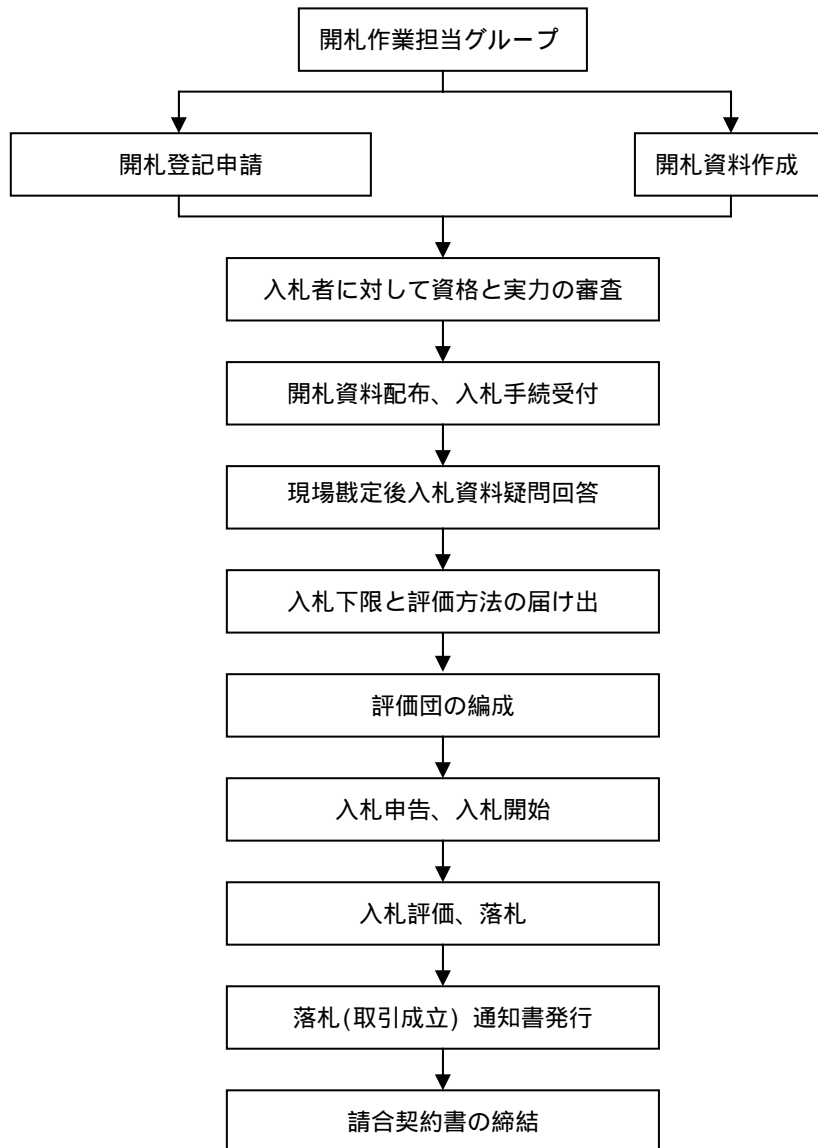 開札作業担当グループ
開札登記申請
開札資料作成
入札者に対して資格と実力の審査
開札資料配布、入札手続受付
現場戡定後入札資料疑問回答
入札下限と評価方法の届け出
評価団の編成
入札申告、入札開始
入札評価、落札
落札(取引成立) 通知書発行
請合契約書の締結